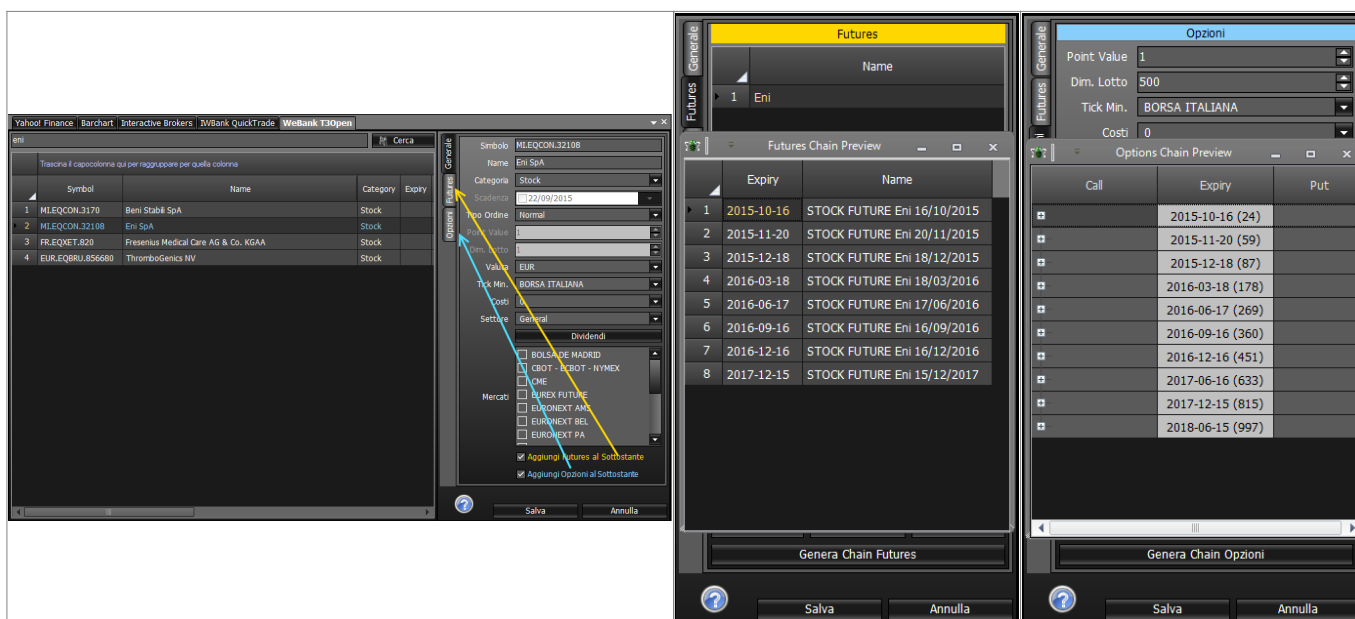 Yahoo! Finance Barchart Interactive Brokers IWBank QuickTrade WeBank T3Open
eni Cerca
Trascina il capocolonna qui per raggruppare per quella colonna
Symbol Name Category Expiry
1 MI.EQCON.3170 Beni Stabili SpA Stock
2 MI.EQCON.32108 Eni SpA Stock
3 FR.EQXET.820 Fresenius Medical Care AG & Co. KGAA Stock
4 EUR.EQBRU.856680 ThromboGenics NV Stock
Generale
Futures
Opzioni
Simbolo MI.EQCON.32108
Name Eni SpA
Categoria Stock
Scadenza 22/09/2015
Tipo Ordine Normal
Point Value 1
Dim. Lotto 1
Valuta EUR
Tick Min. BORSA ITALIANA
Costi 0
Settore General
Dividendi
Mercati
BOLSA DE MADRID
CBOT - ECBOT - NYMEX
CME
EUREX FUTURE
EURONEXT AMS
EURONEXT BEL
EURONEXT PA
Aggiungi Futures al Sottostante
Aggiungi Opzioni al Sottostante
Salva Annulla
Generale
Futures
Futures
Name
1 Eni
Futures Chain Preview
Expiry Name
1 2015-10-16 STOCK FUTURE Eni 16/10/2015
2 2015-11-20 STOCK FUTURE Eni 20/11/2015
3 2015-12-18 STOCK FUTURE Eni 18/12/2015
4 2016-03-18 STOCK FUTURE Eni 18/03/2016
5 2016-06-17 STOCK FUTURE Eni 17/06/2016
6 2016-09-16 STOCK FUTURE Eni 16/09/2016
7 2016-12-16 STOCK FUTURE Eni 16/12/2016
8 2017-12-15 STOCK FUTURE Eni 15/12/2017
Genera Chain Futures
Salva Annulla
Generale
Futures
Opzioni
Point Value 1
Dim. Lotto 500
Tick Min. BORSA ITALIANA
Costi 0
Options Chain Preview
Call Expiry Put
2015-10-16 (24)
2015-11-20 (59)
2015-12-18 (87)
2016-03-18 (178)
2016-06-17 (269)
2016-09-16 (360)
2016-12-16 (451)
2017-06-16 (633)
2017-12-15 (815)
2018-06-15 (997)
Genera Chain Opzioni
Salva Annulla